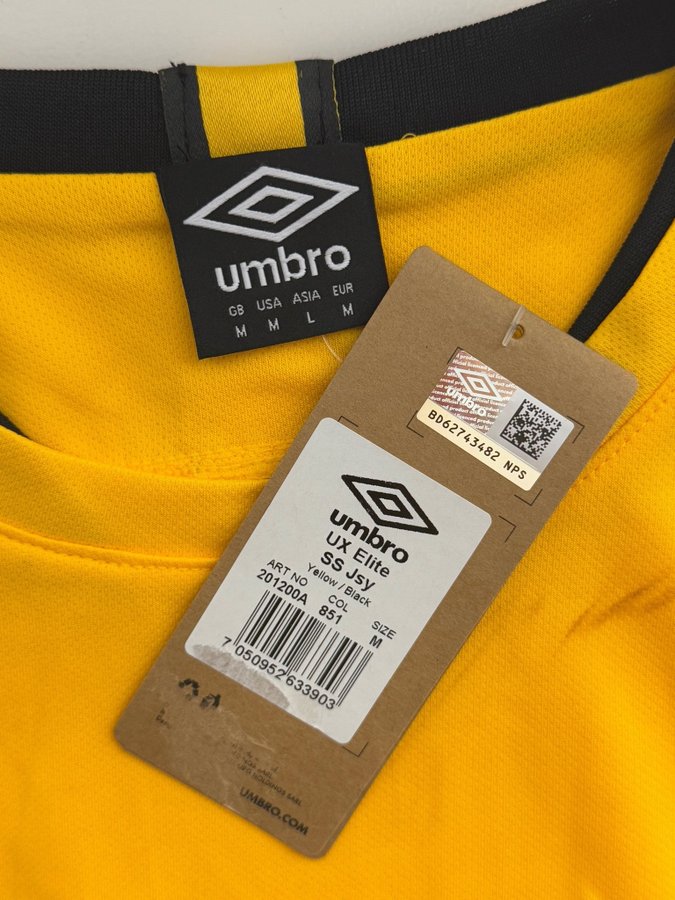 umbro
GB USA ASIA EUR
M M L M
umbro
BD62743482 NPS
umbro
UX Elite
SS Jsy
Yellow / Black
ART NO COL SIZE
201200A 851 M
7 050952 633903
UMBRO.COM